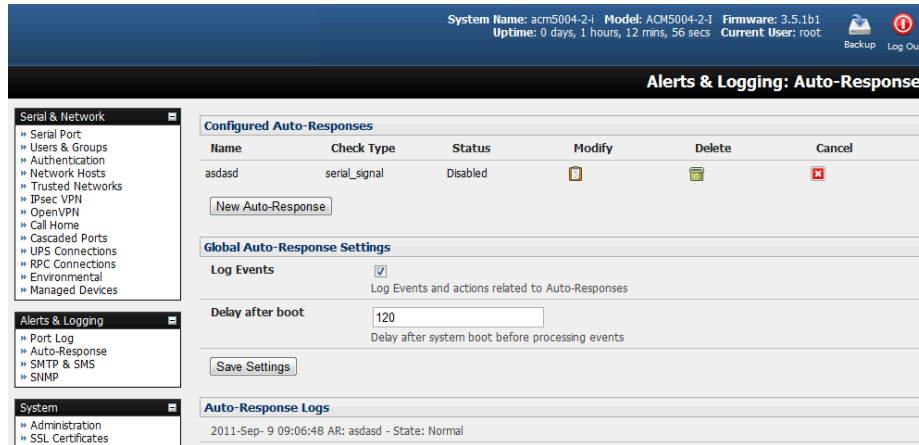 System Name: acm5004-2-i Model: ACM5004-2-I Firmware: 3.5.1b1
Uptime: 0 days, 1 hours, 12 mins, 56 secs Current User: root
Backup Log Ou
Alerts & Logging: Auto-Response
Serial & Network
» Serial Port
» Users & Groups
» Authentication
» Network Hosts
» Trusted Networks
» IPsec VPN
» OpenVPN
» Call Home
» Cascaded Ports
» UPS Connections
» RPC Connections
» Environmental
» Managed Devices
Alerts & Logging
» Port Log
» Auto-Response
» SMTP & SMS
» SNMP
System
» Administration
» SSL Certificates
Configured Auto-Responses
Name Check Type Status Modify Delete Cancel
asdasd serial_signal Disabled
New Auto-Response
Global Auto-Response Settings
Log Events
Log Events and actions related to Auto-Responses
Delay after boot 120
Delay after system boot before processing events
Save Settings
Auto-Response Logs
2011-Sep- 9 09:06:48 AR: asdasd - State: Normal